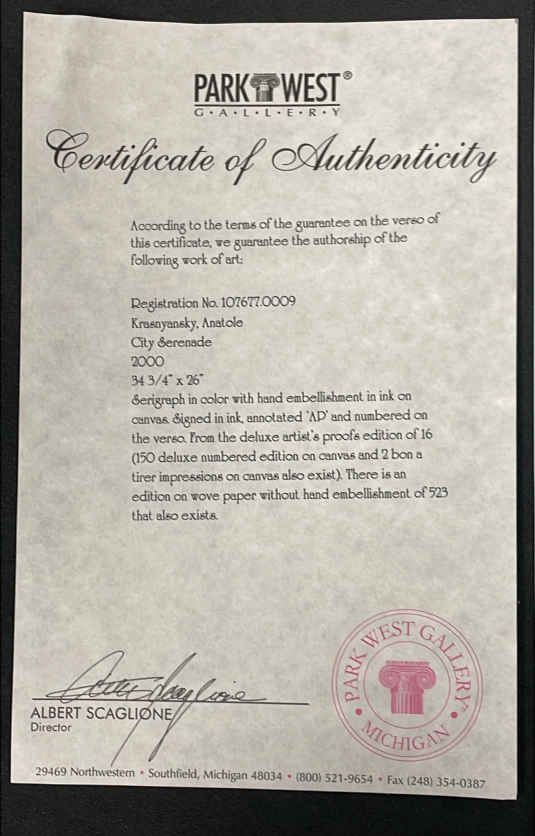 PARK WEST®
G·A·L·L·E·R·Y
Certificate of Authenticity
According to the terms of the guarantee on the verso of
this certificate, we guarantee the authorship of the
following work of art:
Registration No. 107677.0009
Krasnyansky, Anatole
City Serenade
2000
34 3/4" x 26"
Serigraph in color with hand embellishment in ink on
canvas. Signed in ink, annotated 'AP' and numbered on
the verso. From the deluxe artist's proofs edition of 16
(150 deluxe numbered edition on canvas and 2 bon a
tirer impressions on canvas also exist). There is an
edition on wove paper without hand embellishment of 523
that also exists.
PARK WEST GALLERY®
• MICHIGAN •
ALBERT SCAGLIONE
Director
29469 Northwestern • Southfield, Michigan 48034 • (800) 521-9654 • Fax (248) 354-0387